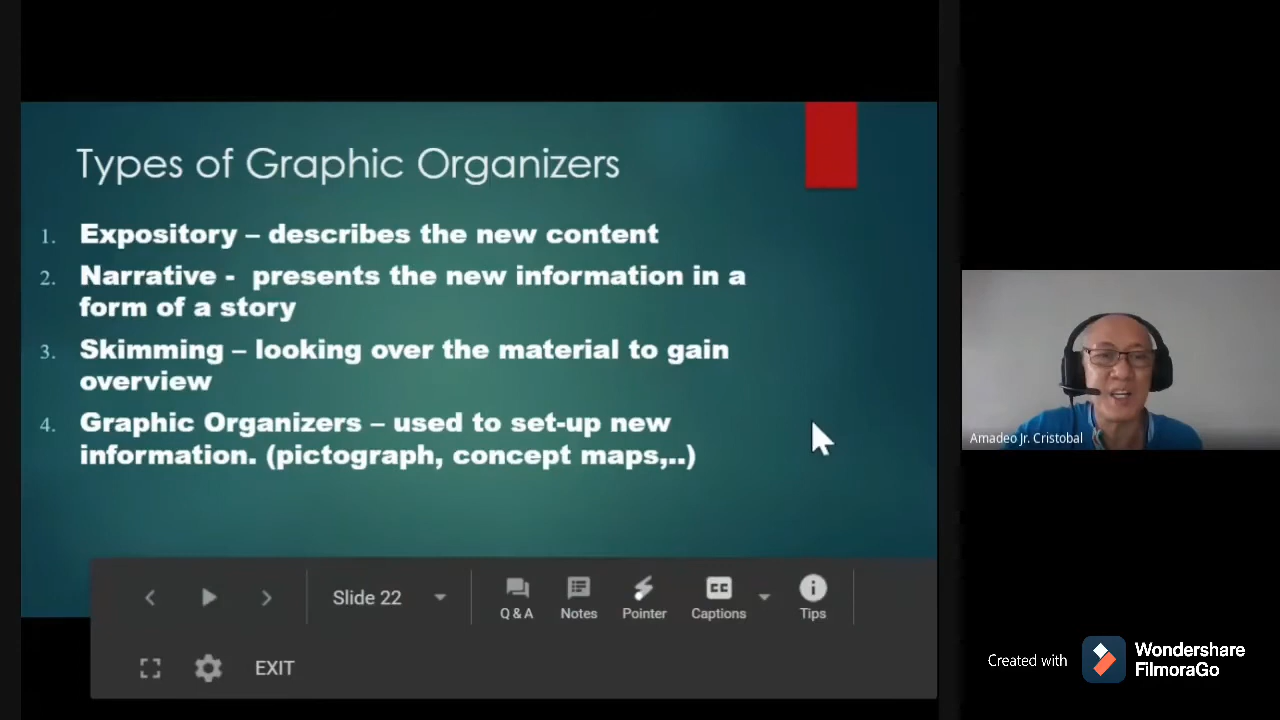 Types of Graphic Organizers
1. Expository – describes the new content
2. Narrative - presents the new information in a
form of a story
3. Skimming – looking over the material to gain
overview
4. Graphic Organizers – used to set-up new
information. (pictograph, concept maps,..)
Amadeo Jr. Cristobal
Slide 22
Q & A
Notes
Pointer
CC
Captions
Tips
EXIT
Created with
Wondershare
FilmoraGo